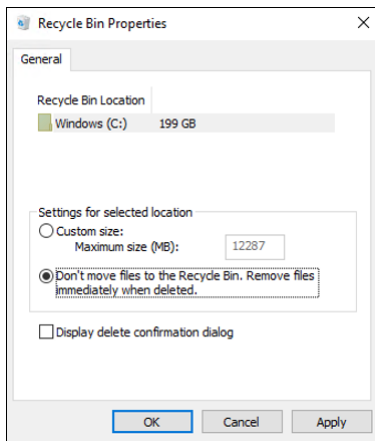 Recycle Bin Properties
General
Recycle Bin Location
Windows (C:) 199 GB
Settings for selected location
Custom size:
Maximum size (MB): 12287
Don't move files to the Recycle Bin. Remove files
immediately when deleted.
Display delete confirmation dialog
OK Cancel Apply